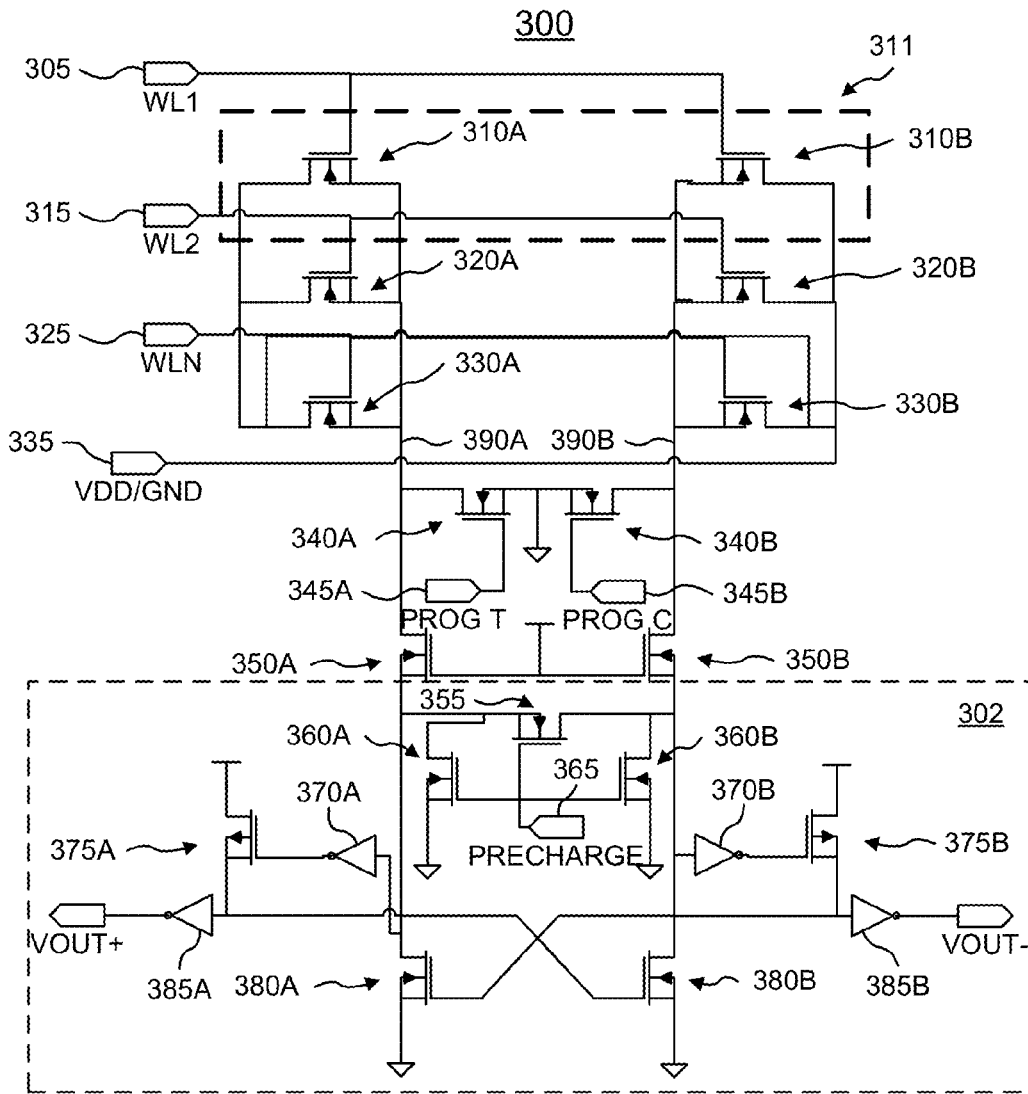 300
305
WL1
311
310A
310B
315
WL2
320A
320B
325
WLN
330A
330B
335
VDD/GND
390A
390B
340A
340B
345A
345B
PROG T
PROG C
350A
350B
355
302
360A
360B
365
370A
370B
375A
375B
PRECHARGE
VOUT+
VOUT-
385A
380A
380B
385B